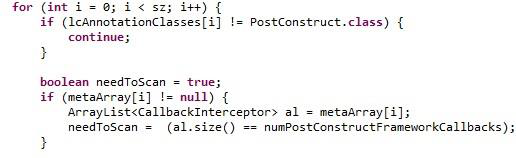 for (int i = 0; i < sz; i++) {
    if (lcAnnotationClasses[i] != PostConstruct.class) {
        continue;
    }

    boolean needToScan = true;
    if (metaArray[i] != null) {
        ArrayList<CallbackInterceptor> al = metaArray[i];
        needToScan =  (al.size() == numPostConstructFrameworkCallbacks);
    }